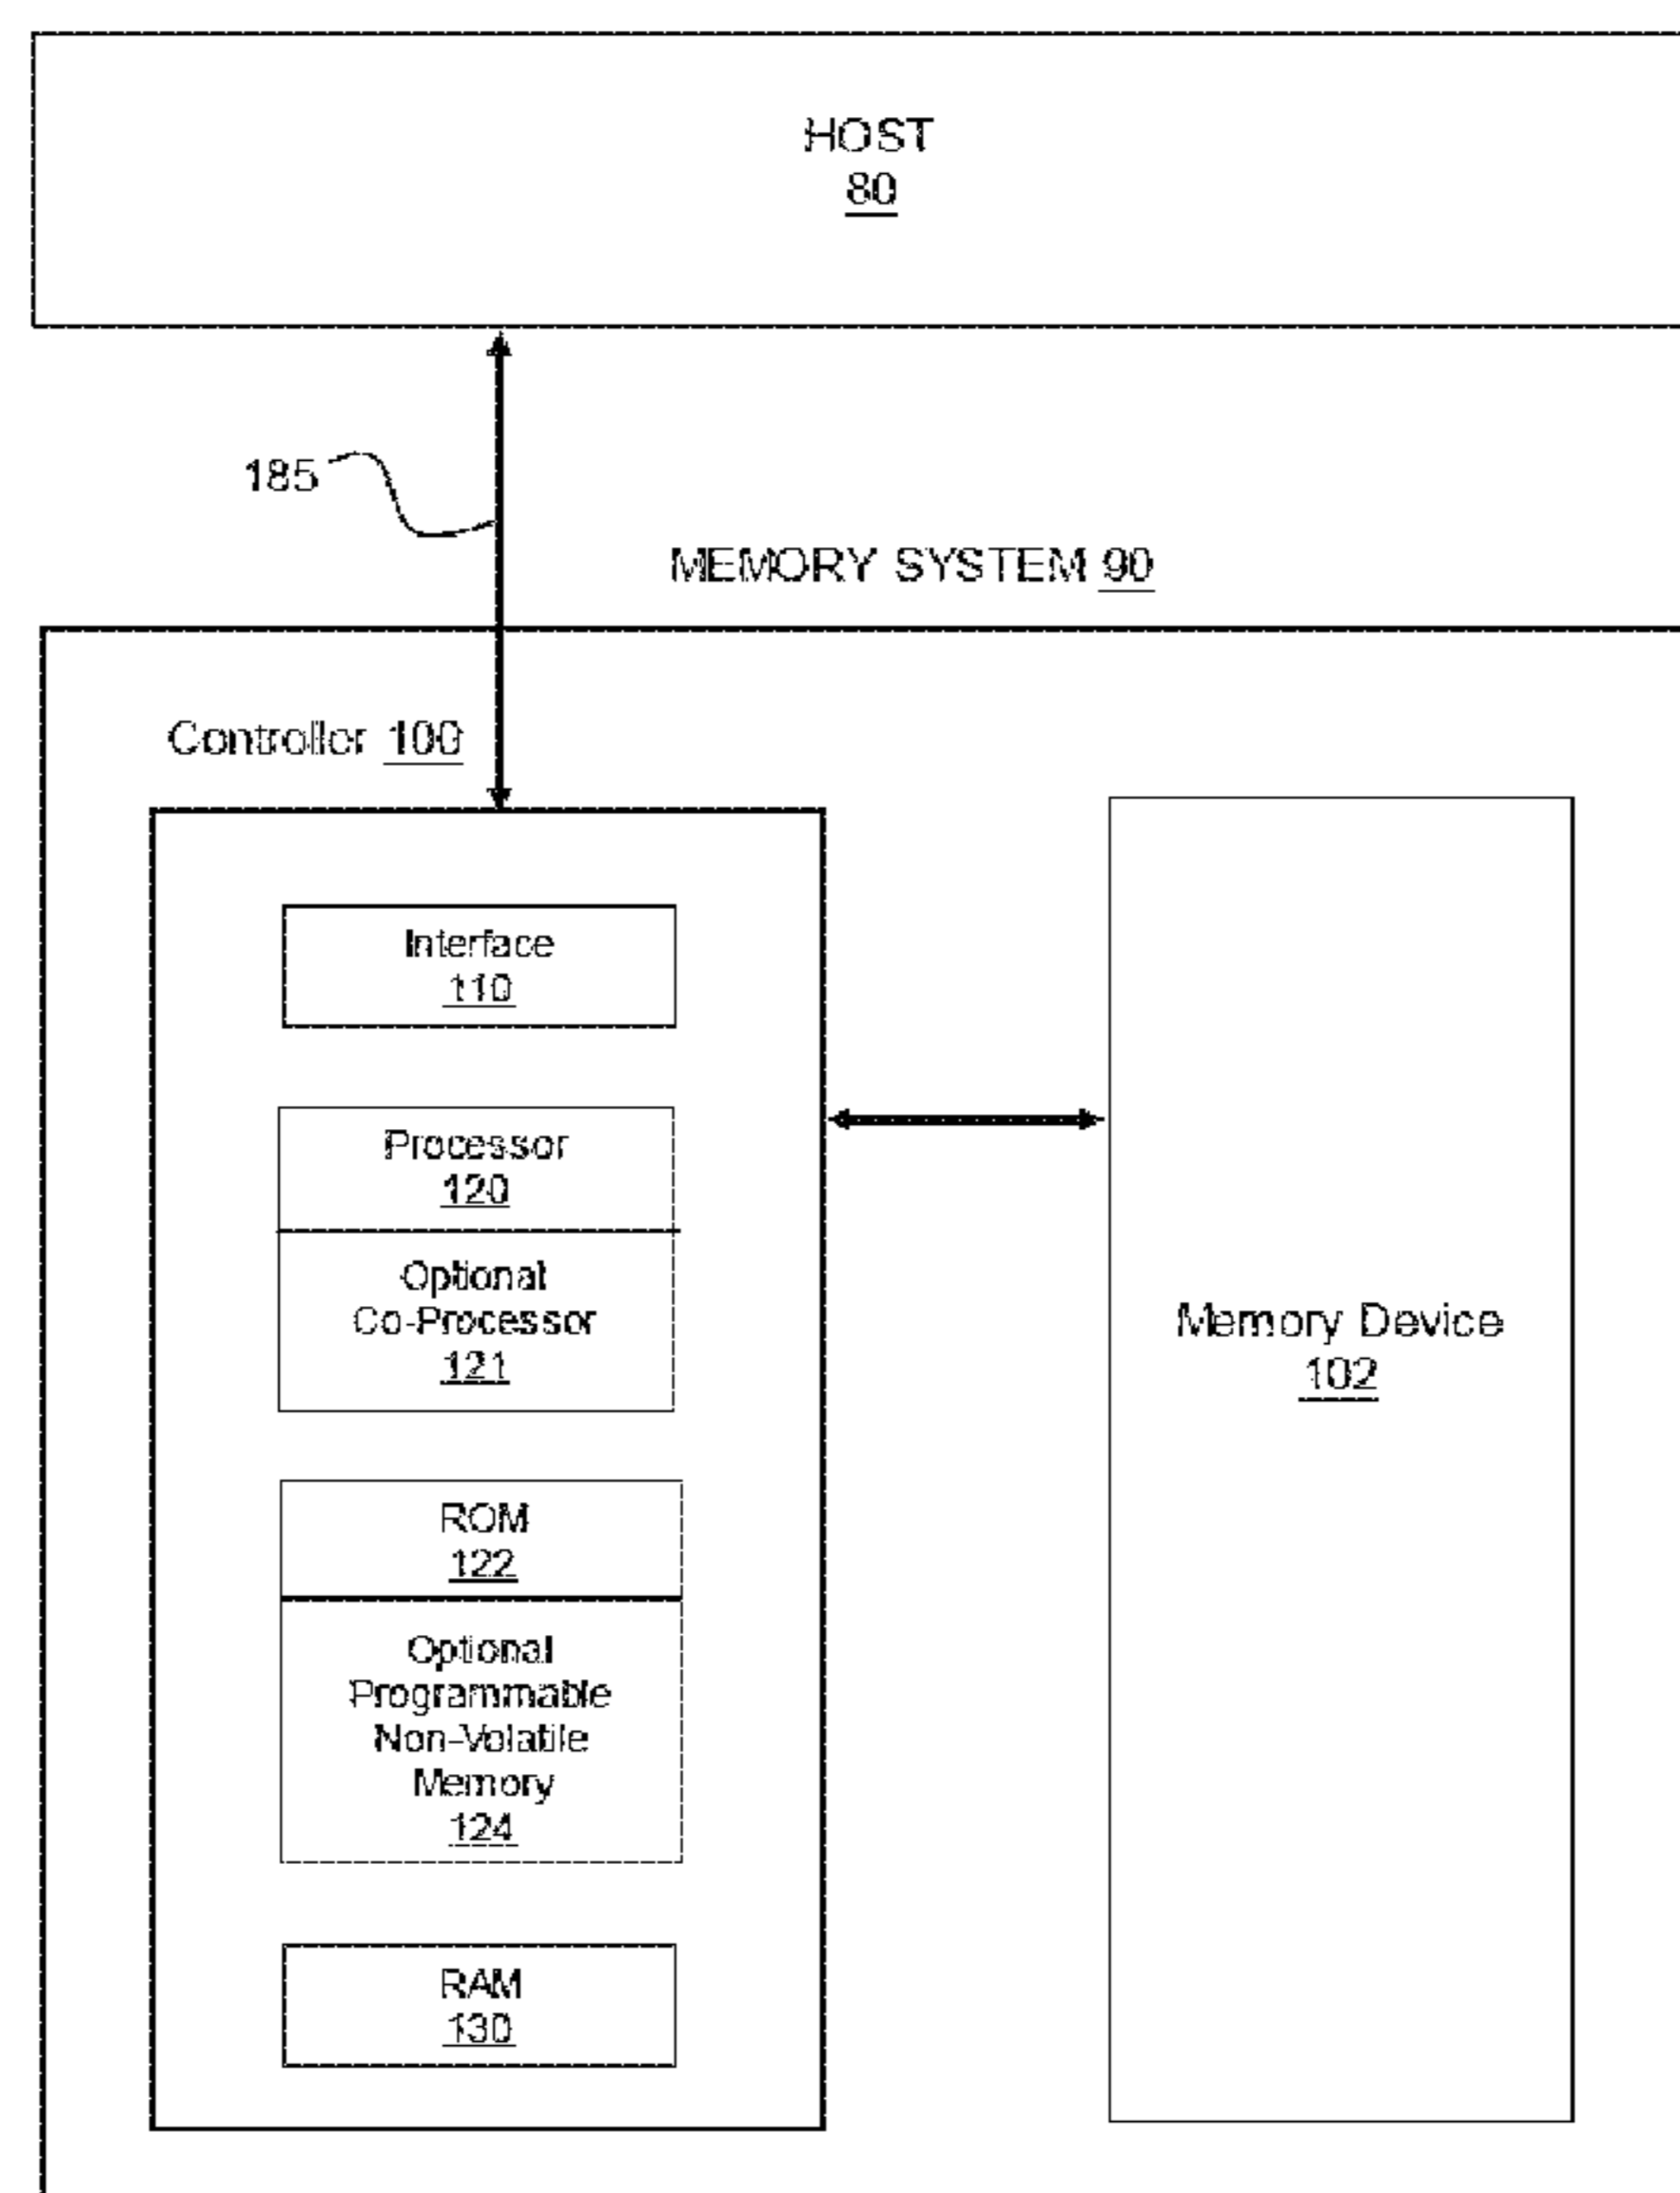 HOST
80
185
MEMORY SYSTEM 90
Controller 100
Interface
110
Processor
120
Optional
Co-Processor
121
ROM
122
Optional
Programmable
Non-Volatile
Memory
124
RAM
130
Memory Device
102